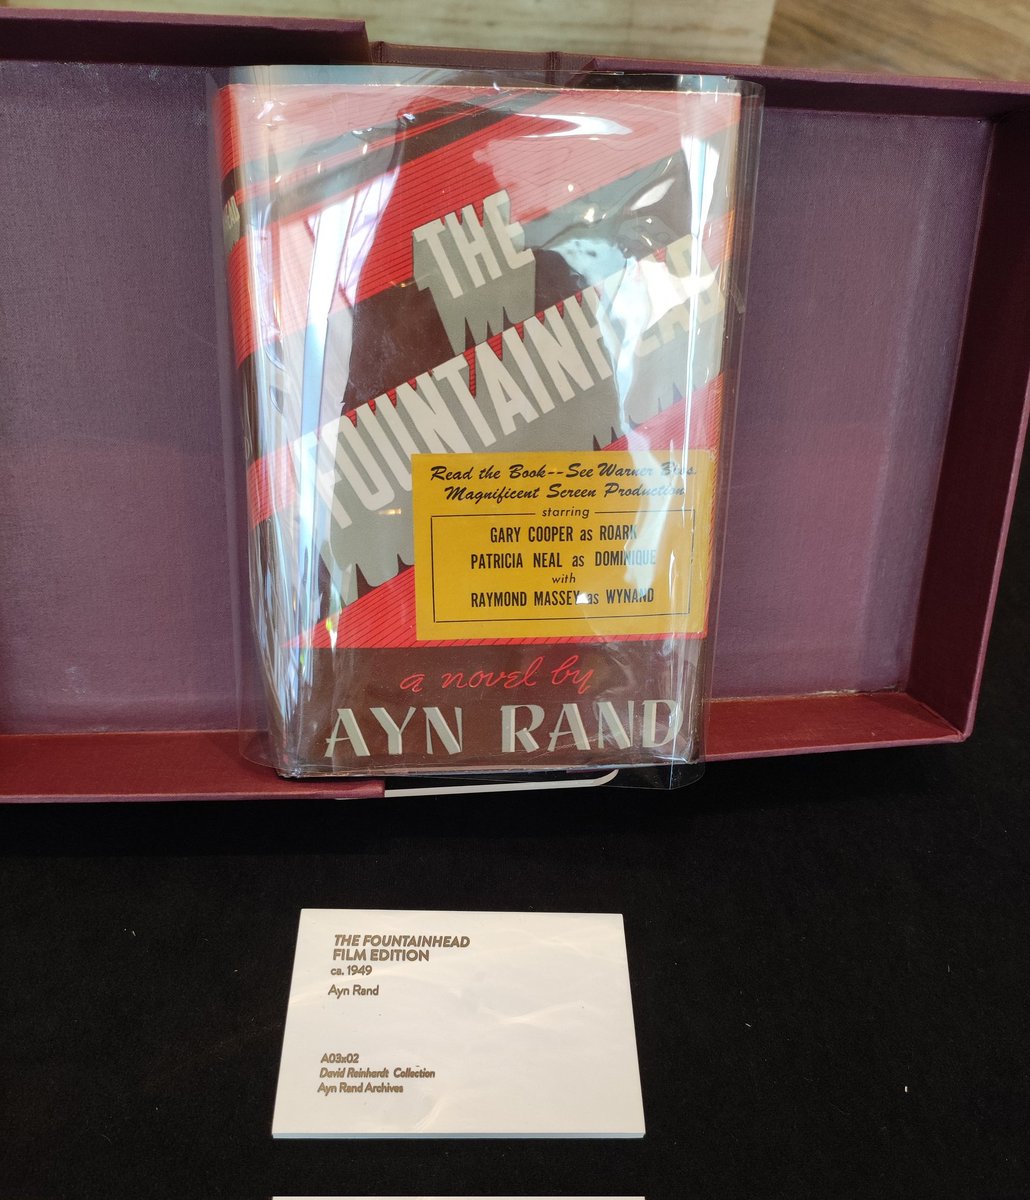 THE
FOUNTAINHEAD
Read the Book--See Warner Bros.
Magnificent Screen Production
starring
GARY COOPER as ROARK
PATRICIA NEAL as DOMINIQUE
with
RAYMOND MASSEY as WYNAND
a novel by
AYN RAND
THE FOUNTAINHEAD
FILM EDITION
ca. 1949
Ayn Rand
A03x02
David Reinhardt Collection
Ayn Rand Archives